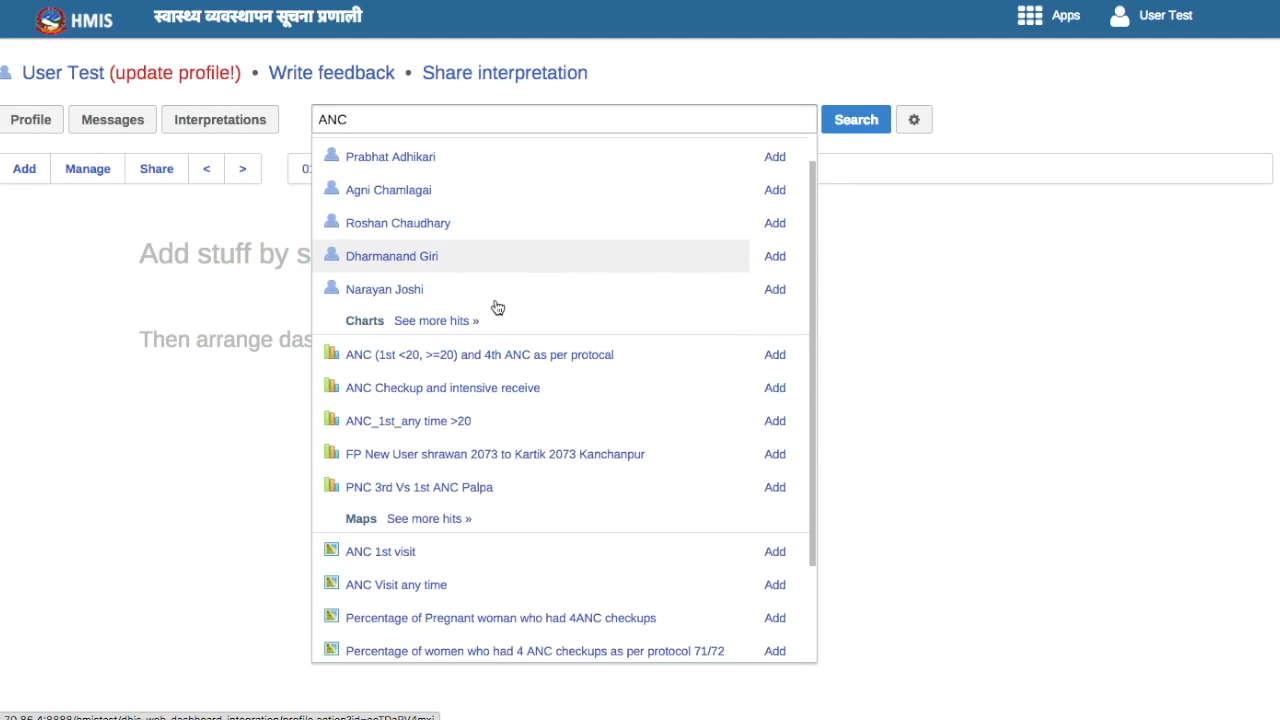 HMIS
स्वास्थ्य व्यवस्थापन सूचना प्रणाली
Apps
User Test
User Test (update profile!) • Write feedback • Share interpretation
Profile
Messages
Interpretations
ANC
Search
Add
Manage
Share
<
>
Add stuff by s
Then arrange das
Prabhat Adhikari Add
Agni Chamlagai Add
Roshan Chaudhary Add
Dharmanand Giri Add
Narayan Joshi Add
Charts See more hits »
ANC (1st <20, >=20) and 4th ANC as per protocal Add
ANC Checkup and intensive receive Add
ANC_1st_any time >20 Add
FP New User shrawan 2073 to Kartik 2073 Kanchanpur Add
PNC 3rd Vs 1st ANC Palpa Add
Maps See more hits »
ANC 1st visit Add
ANC Visit any time Add
Percentage of Pregnant woman who had 4ANC checkups Add
Percentage of women who had 4 ANC checkups as per protocol 71/72 Add